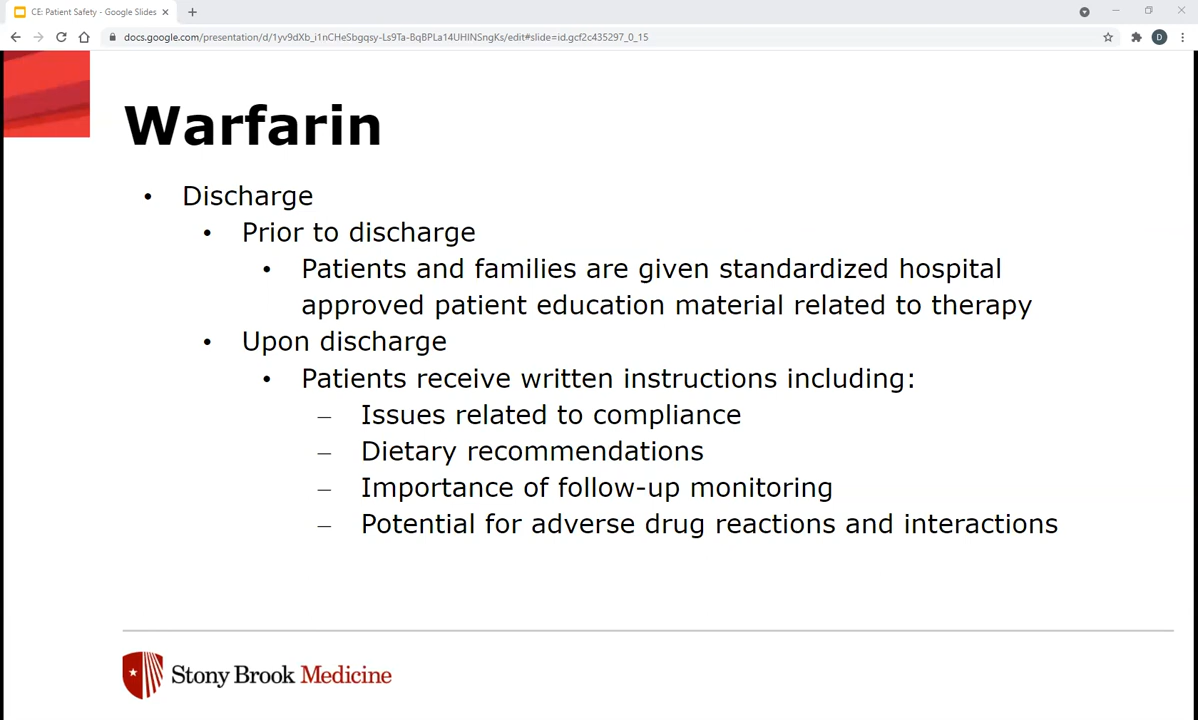 CE: Patient Safety - Google Slides
docs.google.com/presentation/d/1yv9dXb_i1nCHeSbgqsy-Ls9Ta-BqBPLa14UHINSngKs/edit#slide=id.gcf2c435297_0_15
D
Warfarin
• Discharge
• Prior to discharge
• Patients and families are given standardized hospital
approved patient education material related to therapy
• Upon discharge
• Patients receive written instructions including:
– Issues related to compliance
– Dietary recommendations
– Importance of follow-up monitoring
– Potential for adverse drug reactions and interactions
Stony Brook Medicine